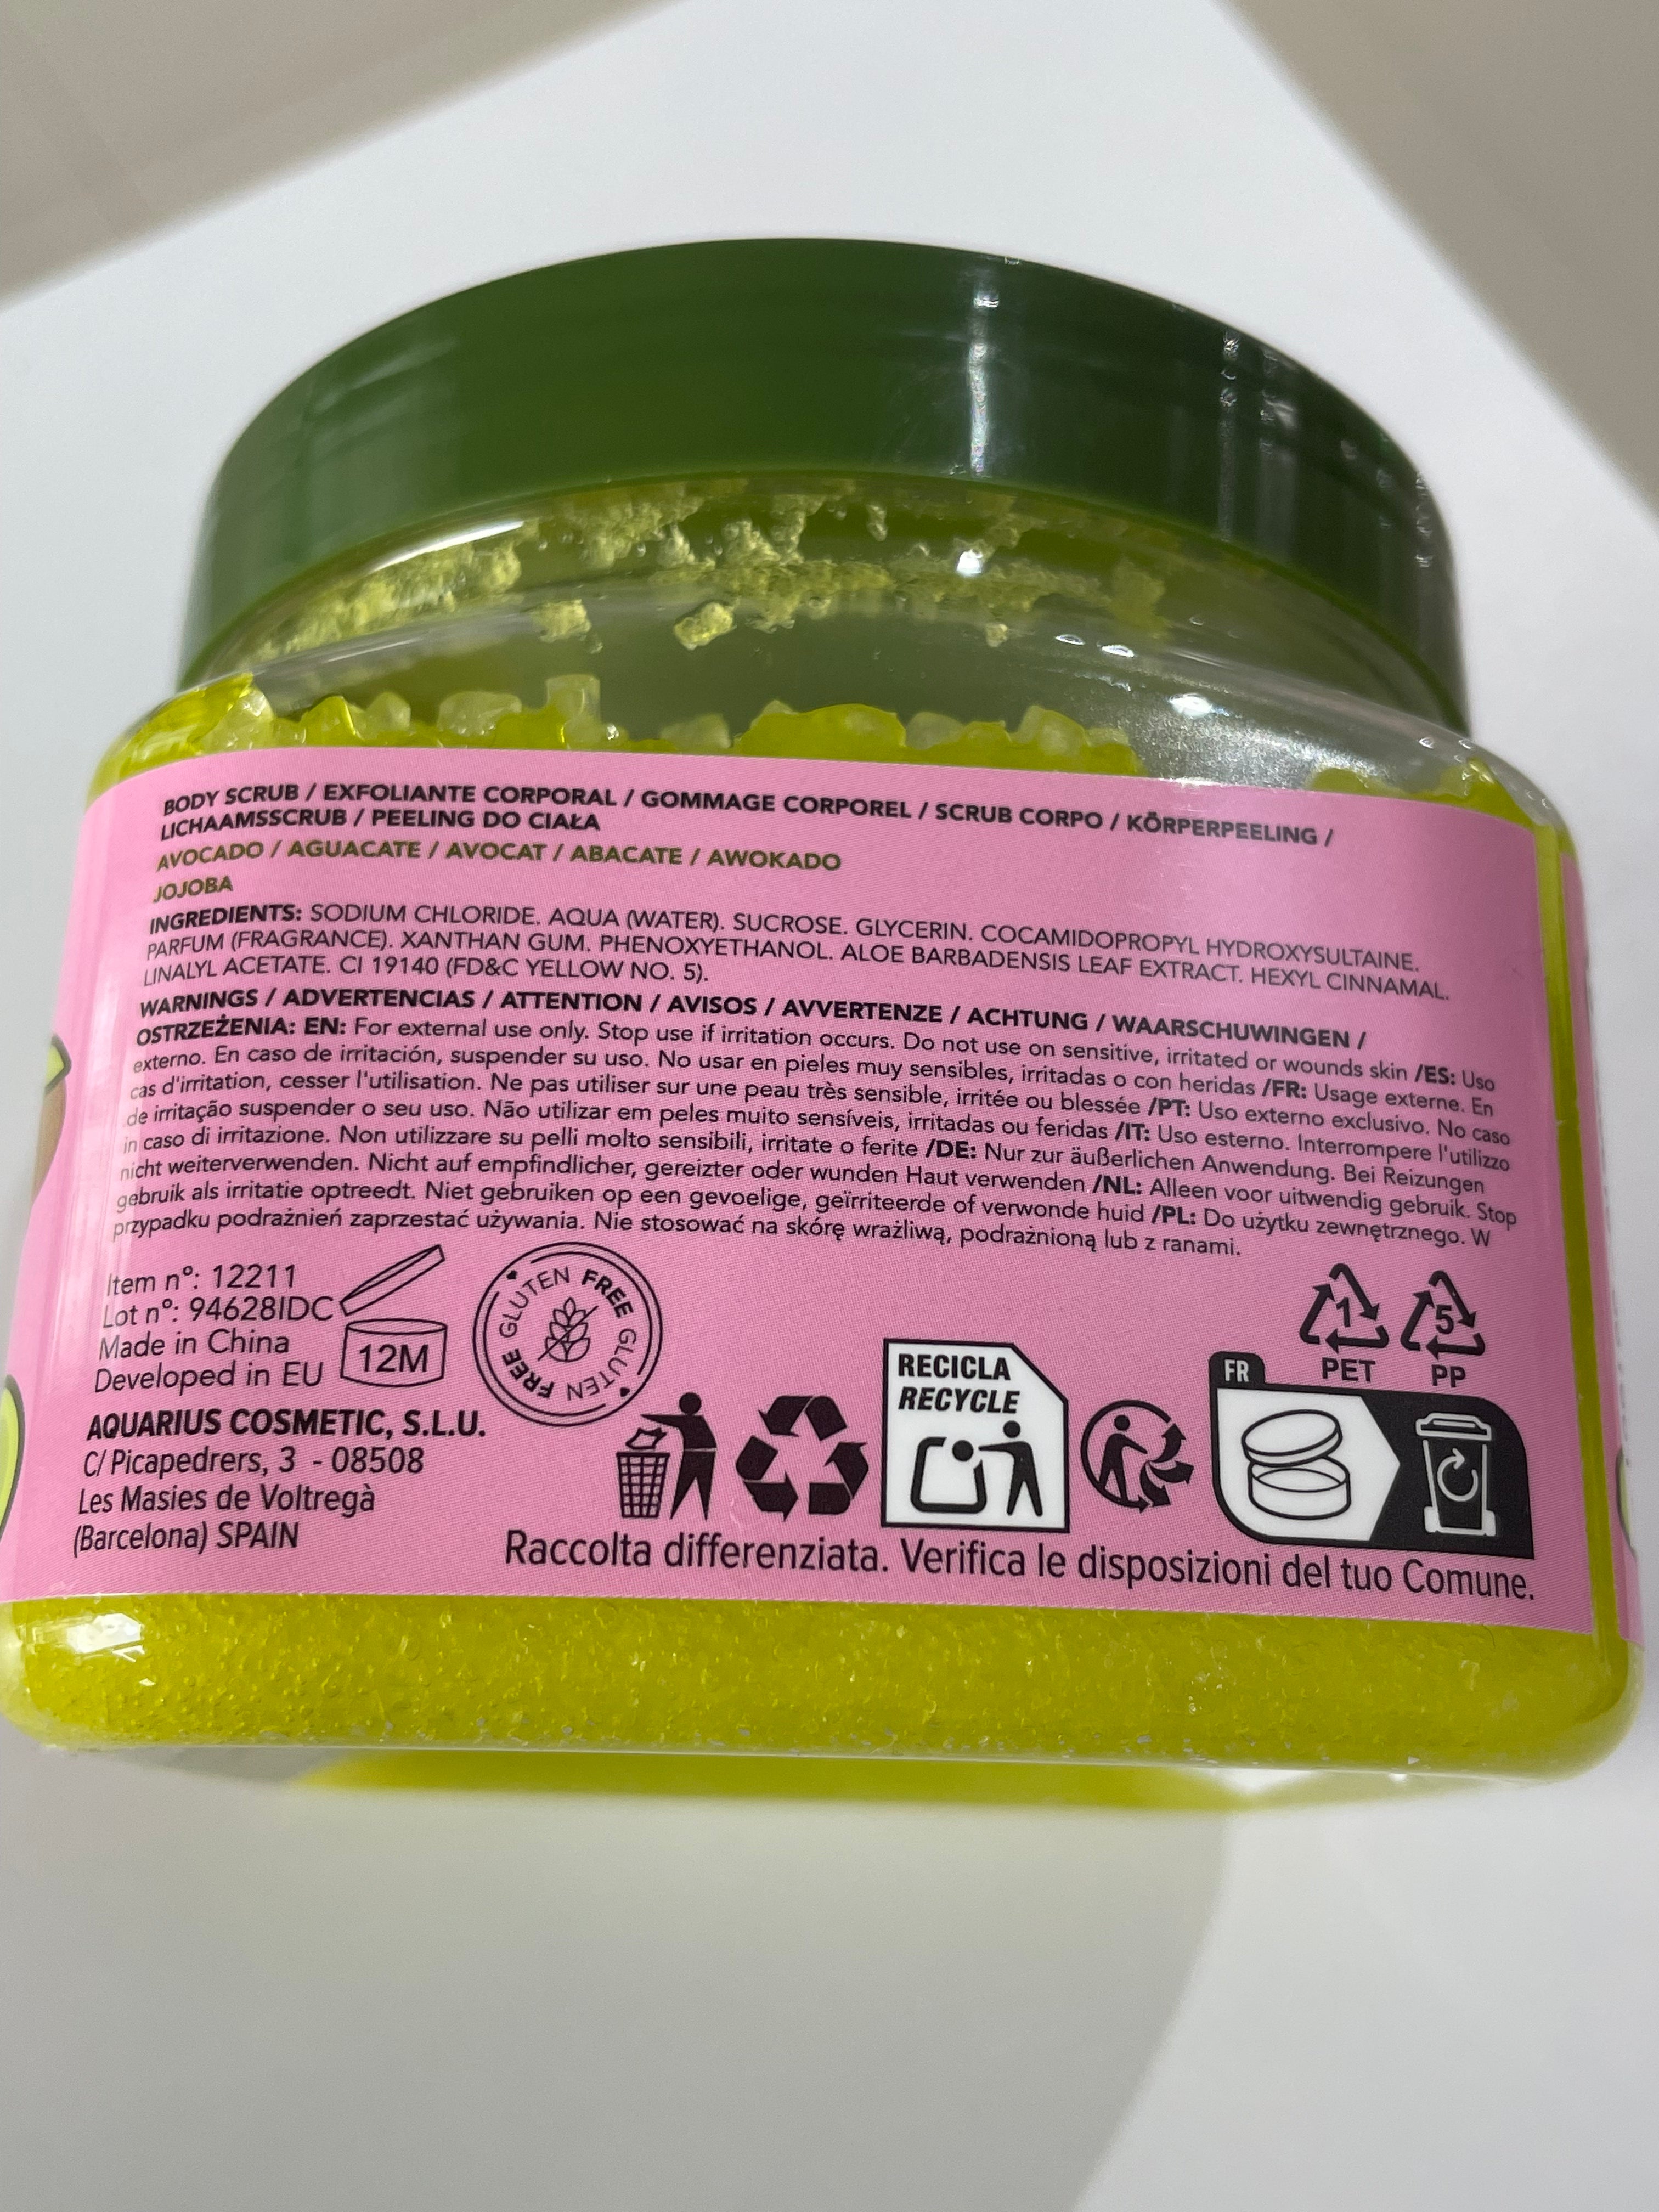 BODY SCRUB / EXFOLIANTE CORPORAL / GOMMAGE CORPOREL / SCRUB CORPO / KÖRPERPEELING /
LICHAAMSSCRUB / PEELING DO CIAŁA
AVOCADO / AGUACATE / AVOCAT / ABACATE / AWOKADO
JOJOBA
INGREDIENTS: SODIUM CHLORIDE. AQUA (WATER). SUCROSE. GLYCERIN. COCAMIDOPROPYL HYDROXYSULTAINE.
PARFUM (FRAGRANCE). XANTHAN GUM. PHENOXYETHANOL. ALOE BARBADENSIS LEAF EXTRACT. HEXYL CINNAMAL.
LINALYL ACETATE. CI 19140 (FD&C YELLOW NO. 5).
WARNINGS / ADVERTENCIAS / ATTENTION / AVISOS / AVVERTENZE / ACHTUNG / WAARSCHUWINGEN /
OSTRZEŻENIA: EN: For external use only. Stop use if irritation occurs. Do not use on sensitive, irritated or wounds skin /ES: Uso
externo. En caso de irritación, suspender su uso. No usar en pieles muy sensibles, irritadas o con heridas /FR: Usage externe. En
cas d'irritation, cesser l'utilisation. Ne pas utiliser sur une peau très sensible, irritée ou blessée /PT: Uso externo exclusivo. No caso
de irritação suspender o seu uso. Não utilizar em peles muito sensíveis, irritadas ou feridas /IT: Uso esterno. Interrompere l'utilizzo
in caso di irritazione. Non utilizzare su pelli molto sensibili, irritate o ferite /DE: Nur zur äußerlichen Anwendung. Bei Reizungen
nicht weiterverwenden. Nicht auf empfindlicher, gereizter oder wunden Haut verwenden /NL: Alleen voor uitwendig gebruik. Stop
gebruik als irritatie optreedt. Niet gebruiken op een gevoelige, geïrriteerde of verwonde huid /PL: Do użytku zewnętrznego. W
przypadku podrażnień zaprzestać używania. Nie stosować na skórę wrażliwą, podrażnioną lub z ranami.
Item nº: 12211
Lot nº: 94628IDC
Made in China
Developed in EU
12M
GLUTEN FREE GLUTEN FREE
AQUARIUS COSMETIC, S.L.U.
C/ Picapedrers, 3 - 08508
Les Masies de Voltregà
(Barcelona) SPAIN
RECICLA
RECYCLE
1
PET
5
PP
FR
Raccolta differenziata. Verifica le disposizioni del tuo Comune.